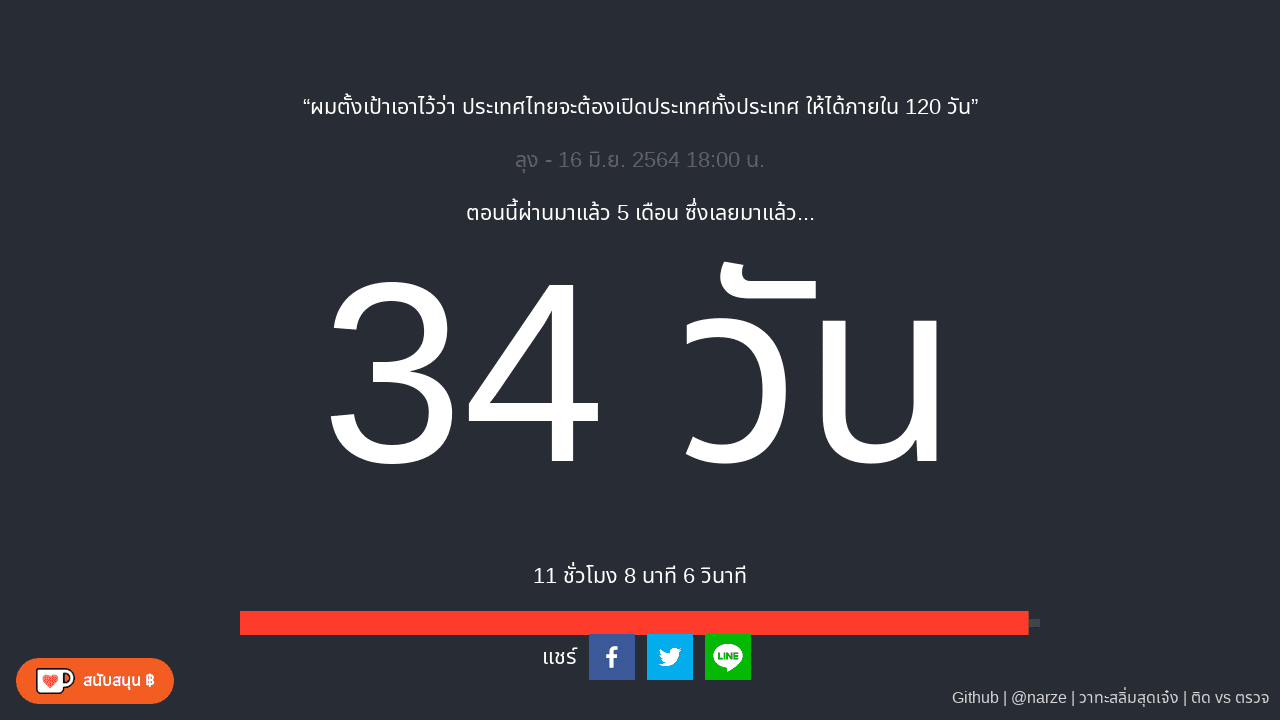 “ผมตั้งเป้าเอาไว้ว่า ประเทศไทยจะต้องเปิดประเทศทั้งประเทศ ให้ได้ภายใน 120 วัน”
ลุง - 16 มิ.ย. 2564 18:00 น.
ตอนนี้ผ่านมาแล้ว 5 เดือน ซึ่งเลยมาแล้ว...
34 วัน
11 ชั่วโมง 8 นาที 6 วินาที
แชร์
LINE
สนับสนุน ฿
Github | @narze | วาทะสลิ่มสุดเจ๋ง | ติด vs ตรวจ